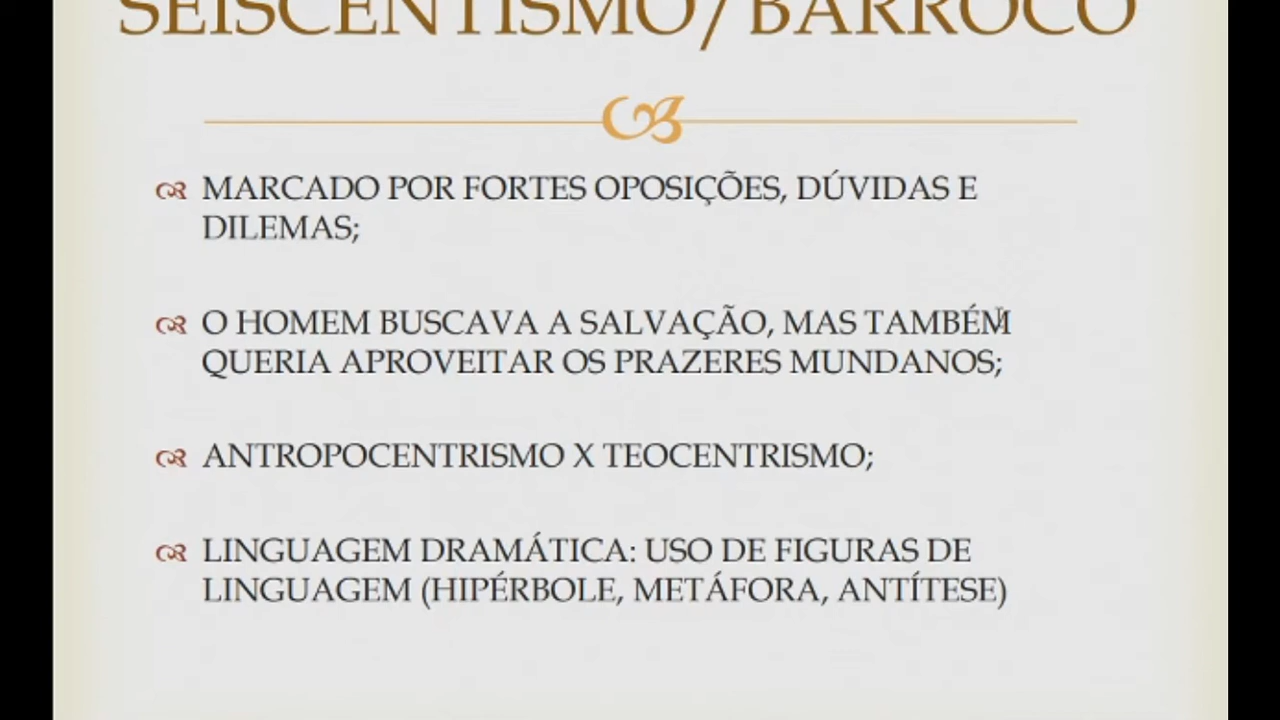 SEISCENTISMO/BARROCO
MARCADO POR FORTES OPOSIÇÕES, DÚVIDAS E
DILEMAS;
O HOMEM BUSCAVA A SALVAÇÃO, MAS TAMBÉM
QUERIA APROVEITAR OS PRAZERES MUNDANOS;
ANTROPOCENTRISMO X TEOCENTRISMO;
LINGUAGEM DRAMÁTICA: USO DE FIGURAS DE
LINGUAGEM (HIPÉRBOLE, METÁFORA, ANTÍTESE)